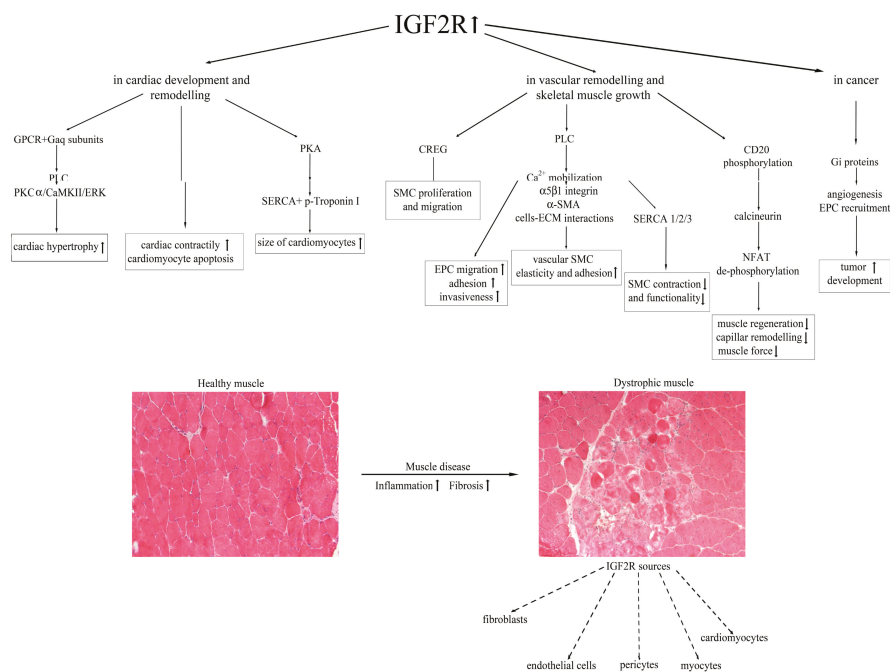 IGF2R↑
in cardiac development and
remodelling
GPCR+Gaq subunits
PLC
PKCα/CaMKII/ERK
cardiac hypertrophy↑
cardiac contractily ↑
cardiomyocyte apoptosis
PKA
SERCA+ p-Troponin I
size of cardiomyocytes↑
in vascular remodelling and
skeletal muscle growth
CREG
SMC proliferation
and migration
PLC
Ca²⁺ mobilization
α5β1 integrin
α-SMA
cells-ECM interactions
EPC migration↑
adhesion ↑
invasiveness↑
vascular SMC
elasticity and adhesion↑
SERCA 1/2/3
SMC contraction↓
and functionality↓
CD20
phosphorylation
calcineurin
NFAT
de-phosphorylation
muscle regeneration↓
capillar remodelling↓
muscle force↓
in cancer
Gi proteins
angiogenesis
EPC recruitment
tumor ↑
development
Healthy muscle
Muscle disease
Inflammation↑ Fibrosis↑
Dystrophic muscle
IGF2R sources
fibroblasts
endothelial cells
pericytes
myocytes
cardiomyocytes